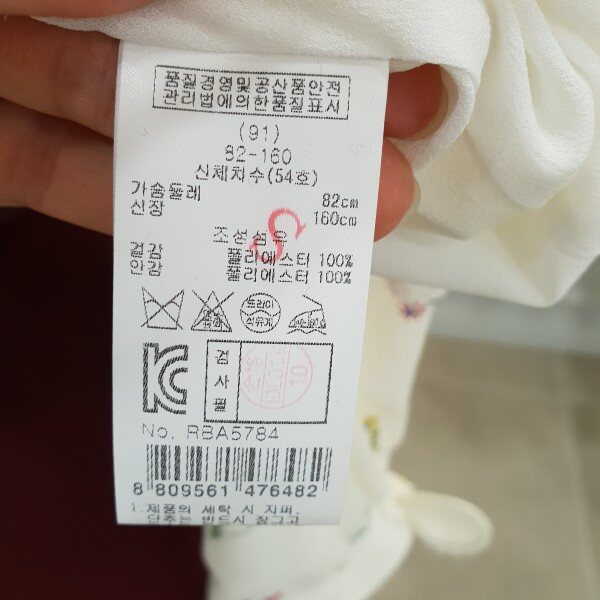 품질경영및공산품안전
관리법에의한품질표시
(91)
82-160
신체치수(54호)
가슴둘레 82cm
신장 160cm
S
조성섬유
겉감 폴리에스터 100%
안감 폴리에스터 100%
드라이
석유계
검사필
10
No. RBA5784
8 809561 476482
1.제품의 세탁 시 지퍼,
단추는 반드시 잠그고